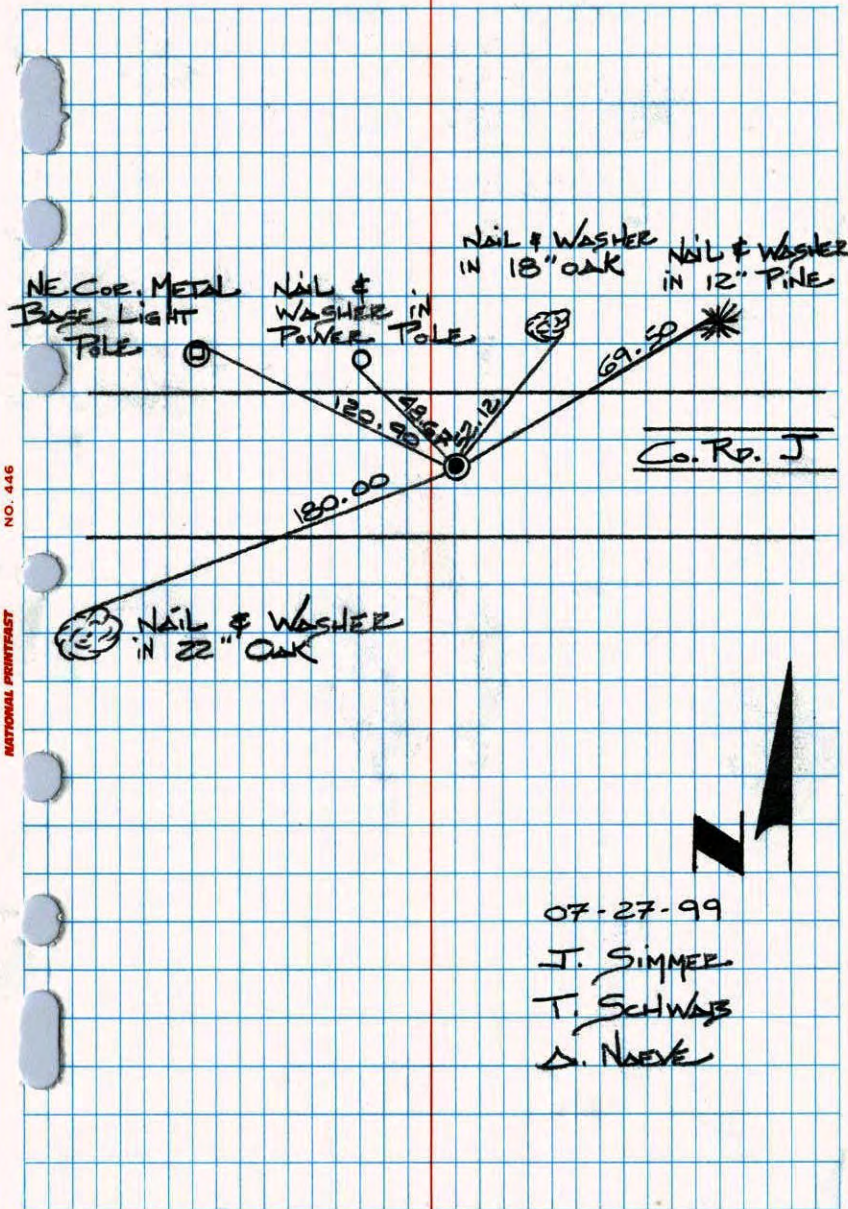 NAIL & WASHER
IN 18" OAK
NAIL & WASHER
IN 12" PINE
NE. COR. METAL
BASE LIGHT
POLE
NAIL &
WASHER IN
POWER POLE
120.90
52.12
69.50
CO. RD. J
180.00
NAIL & WASHER
IN 22" OAK
N
07-27-99
J. SIMMER
T. SCHWAB
A. NAEVE
NO. 446
NATIONAL PRINTFAST